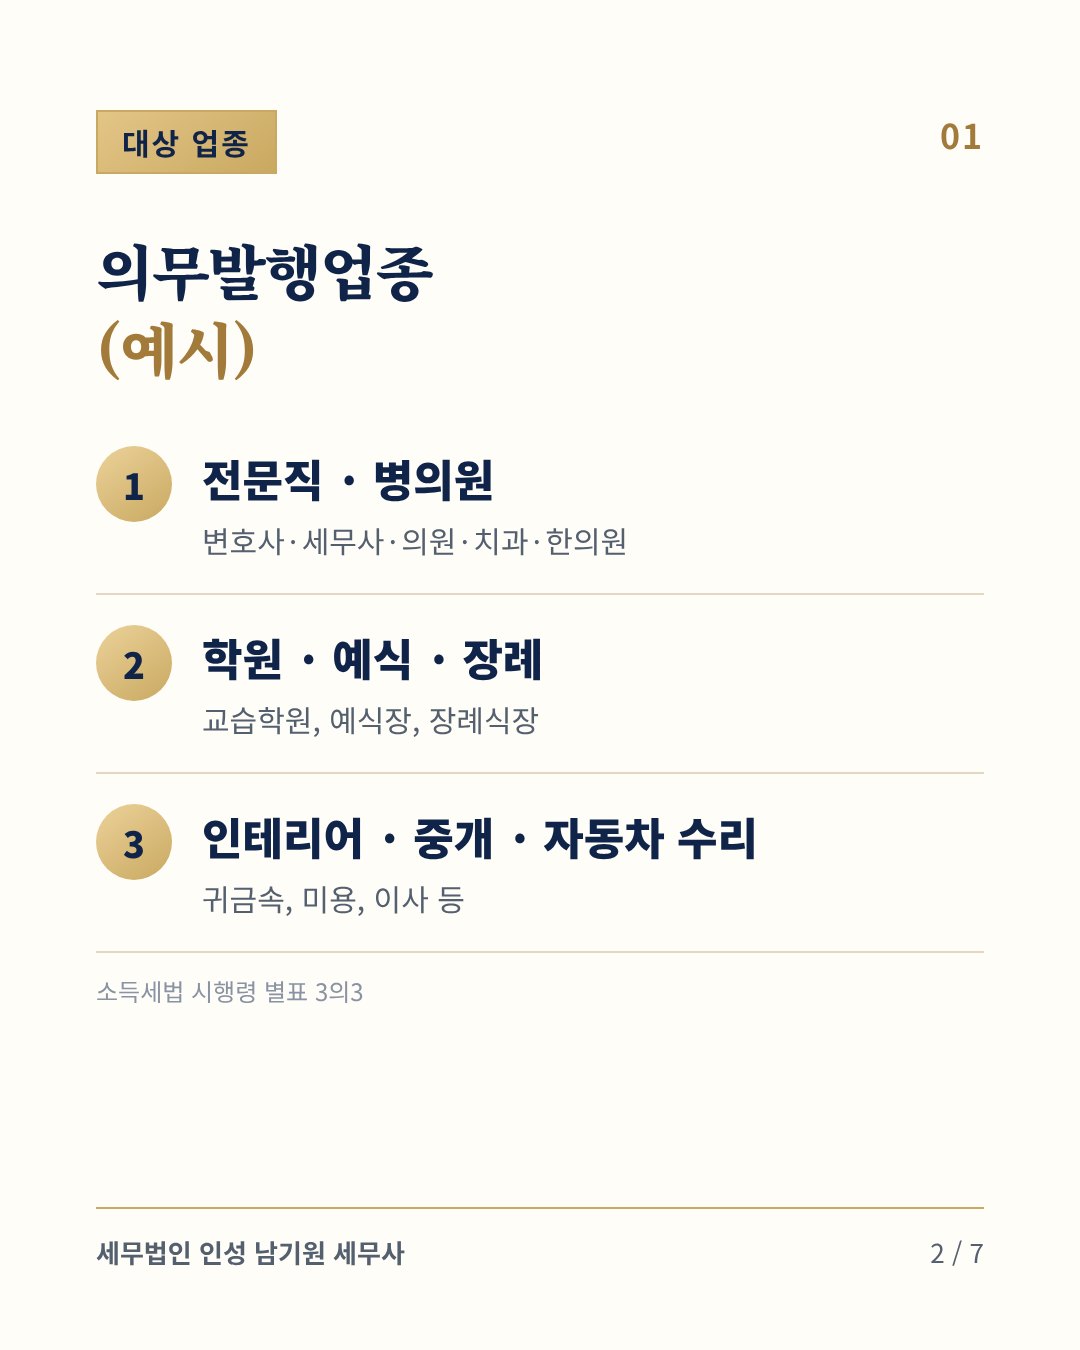 대상 업종
01
의무발행업종
(예시)
1
전문직 · 병의원
변호사·세무사·의원·치과·한의원
2
학원 · 예식 · 장례
교습학원, 예식장, 장례식장
3
인테리어 · 중개 · 자동차 수리
귀금속, 미용, 이사 등
소득세법 시행령 별표 3의3
세무법인 인성 남기원 세무사
2 / 7